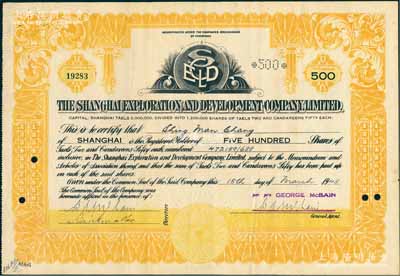 INCORPORATED UNDER THE COMPANIES ORDINANCES
OF HONGKONG
SEDC
19283
500
500
THE SHANGHAI EXPLORATION AND DEVELOPMENT COMPANY, LIMITED.
CAPITAL, SHANGHAI TAELS 3,000,000, DIVIDED INTO 1,200,000 SHARES OF TAELS TWO AND CANDAREENS FIFTY EACH.
This is to certify that Ching Man Chang
of SHANGHAI is the Registered Holder of FIVE HUNDRED Shares of
Taels Two and Candareens Fifty each numbered
inclusive, in The Shanghai Exploration and Development Company, Limited, subject to the Memorandum and
Articles of Association thereof and that the sum of Taels Two and Candareens Fifty has been paid up
on each of the said shares.
Given under the Common Seal of the said Company this 18th day of March
The Common Seal of the Company was
hereunto affixed in the presence of:
GEORGE McBAIN
Directors
General Agent.